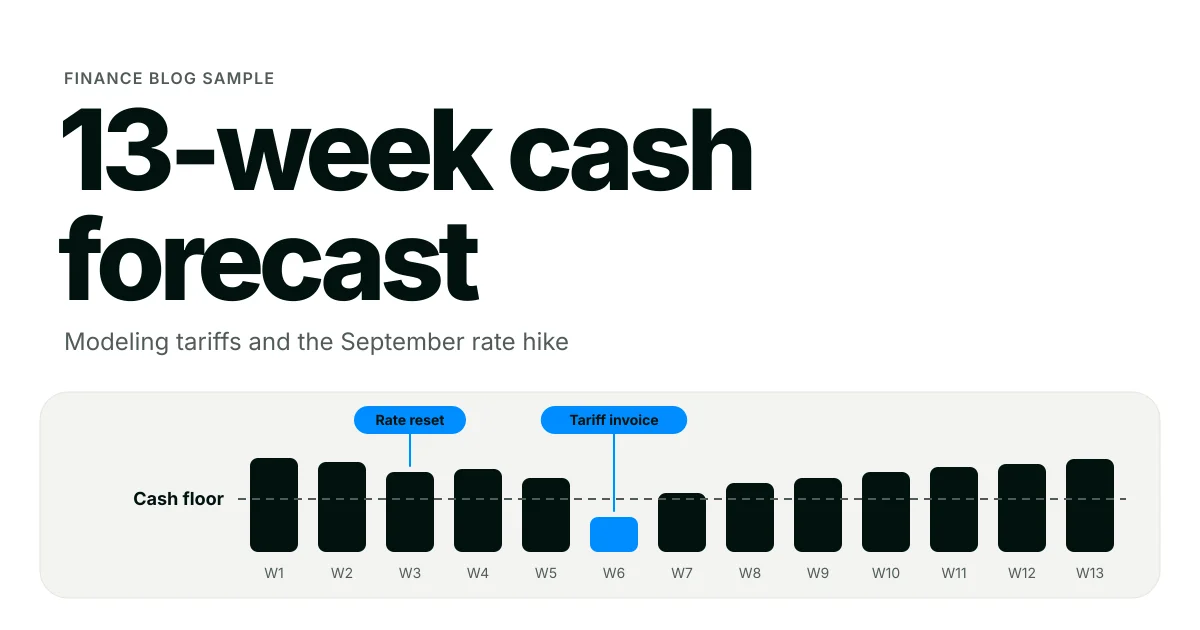 FINANCE BLOG SAMPLE
13-week cash
forecast
Modeling tariffs and the September rate hike
Rate reset
Tariff invoice
Cash floor
W1
W2
W3
W4
W5
W6
W7
W8
W9
W10
W11
W12
W13